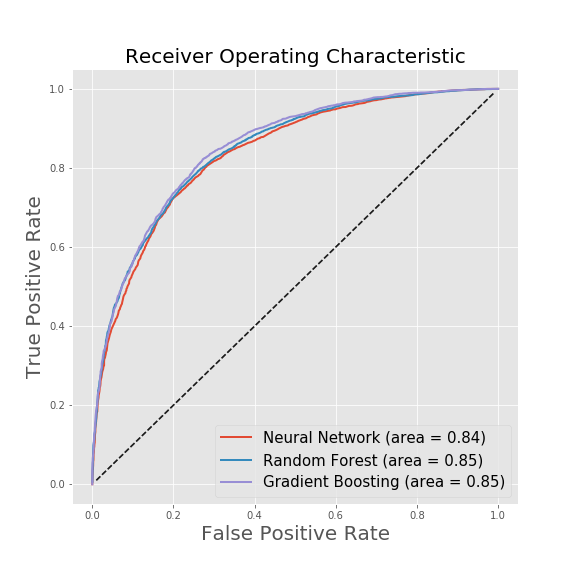 Receiver Operating Characteristic
True Positive Rate
1.0
0.8
0.6
0.4
0.2
0.0
Neural Network (area = 0.84)
Random Forest (area = 0.85)
Gradient Boosting (area = 0.85)
0.0 0.2 0.4 0.6 0.8 1.0
False Positive Rate